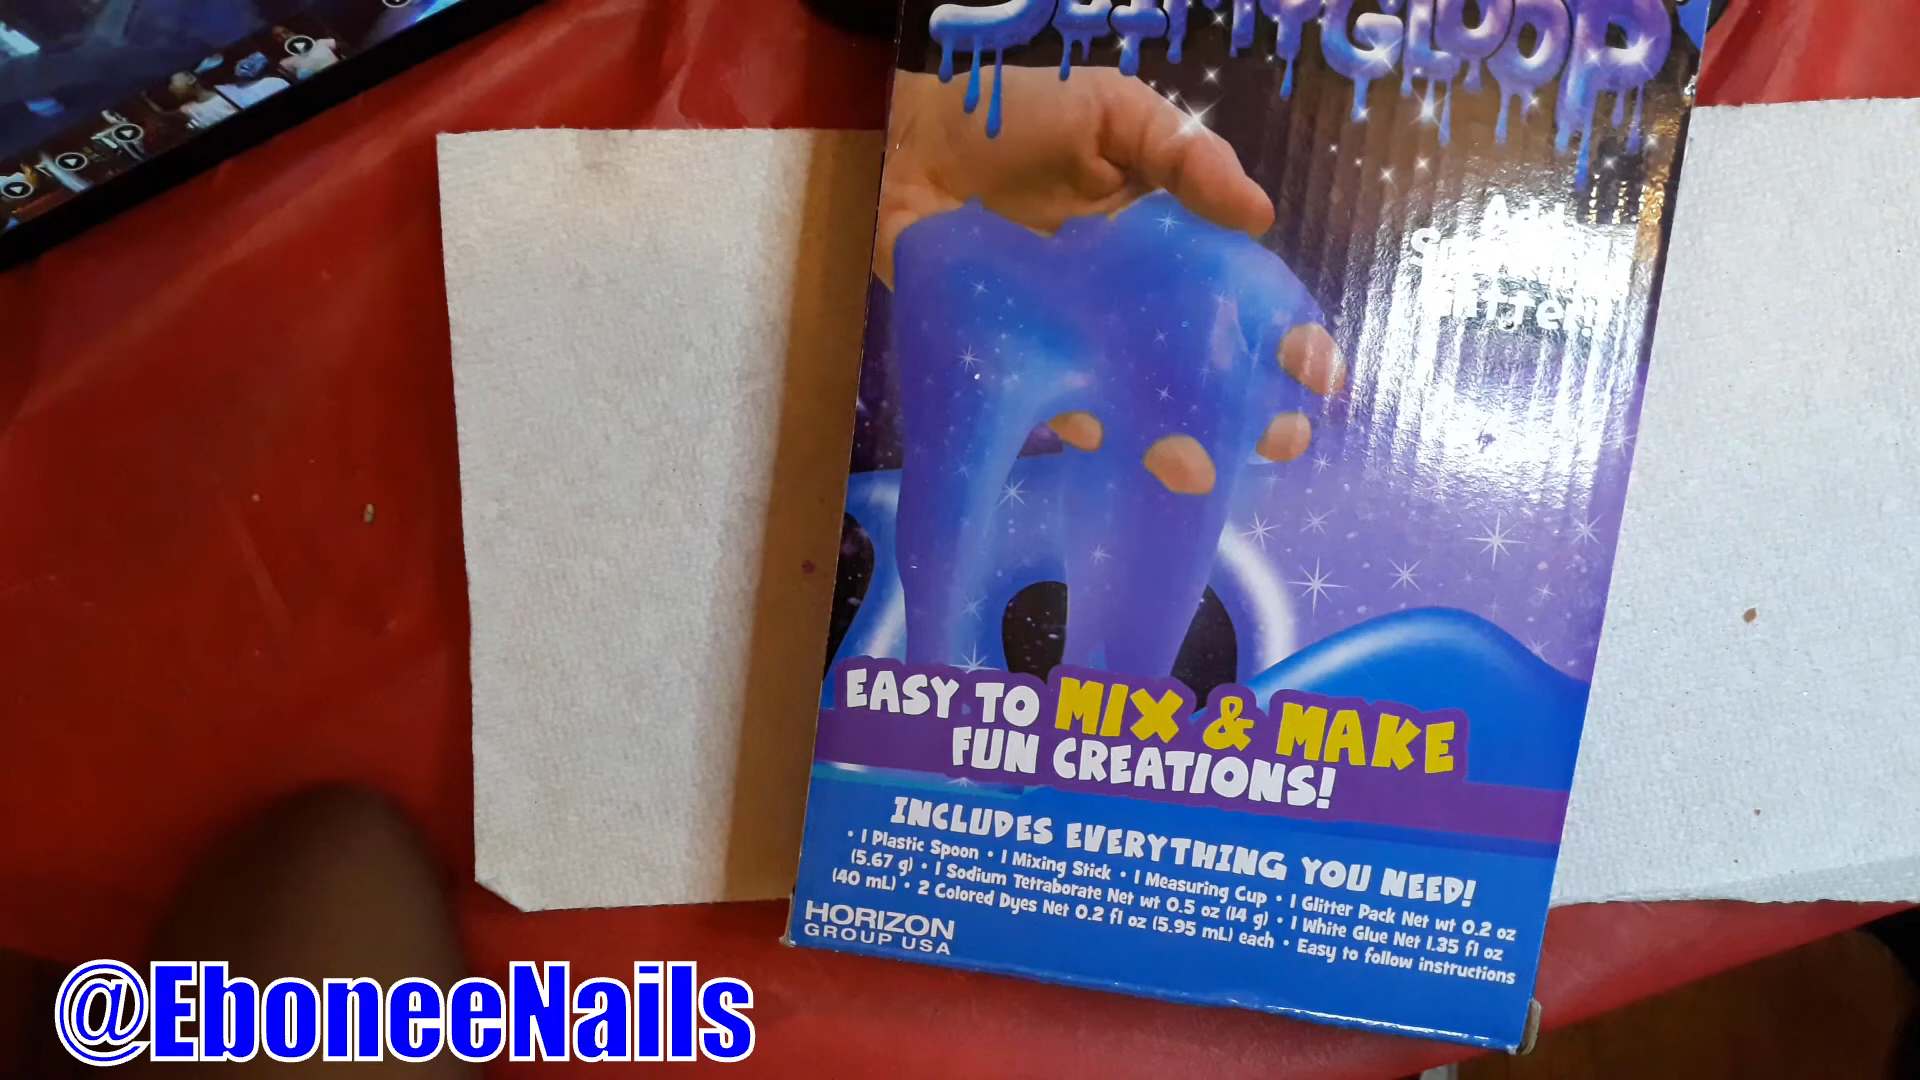 SLIMYGLOOP
Add
EASY TO MIX & MAKE
FUN CREATIONS!
INCLUDES EVERYTHING YOU NEED!
• 1 Plastic Spoon • 1 Mixing Stick • 1 Measuring Cup • 1 Glitter Pack Net wt 0.2 oz
(5.67 g) • 1 Sodium Tetraborate Net wt 0.5 oz (14 g) • 1 White Glue Net 1.35 fl oz
(40 mL) • 2 Colored Dyes Net 0.2 fl oz (5.95 mL) each • Easy to follow instructions
HORIZON
GROUP USA
@EboneeNails